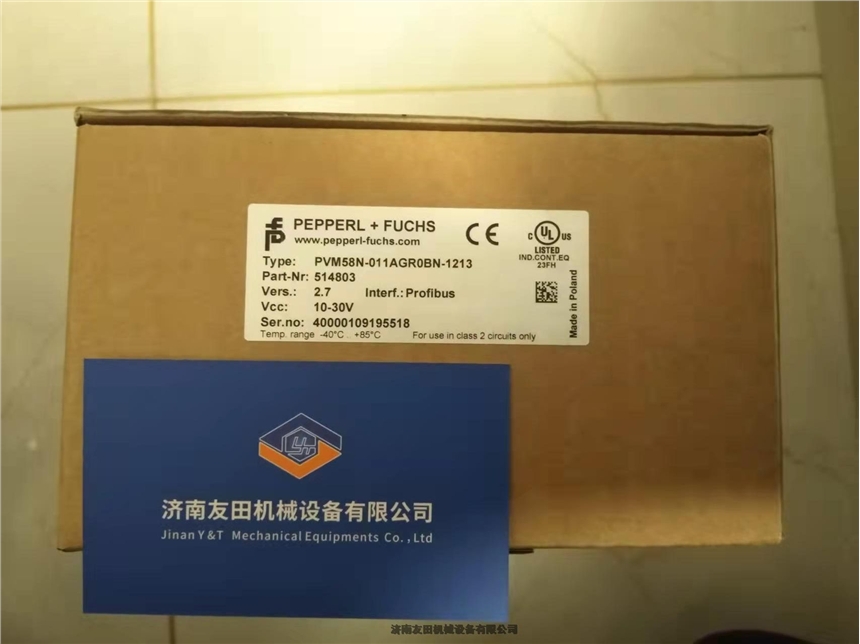 PEPPERL + FUCHS
www.pepperl-fuchs.com
CE
C UL US
LISTED
IND.CONT.EQ
23FH
Type: PVM58N-011AGR0BN-1213
Part-Nr: 514803
Vers.: 2.7 Interf.: Profibus
Vcc: 10-30V
Ser.no: 40000109195518
Temp. range -40°C .. +85°C For use in class 2 circuits only
Made in Poland
济南友田机械设备有限公司
Jinan Y&T Mechanical Equipments Co.,Ltd
济南友田机械设备有限公司